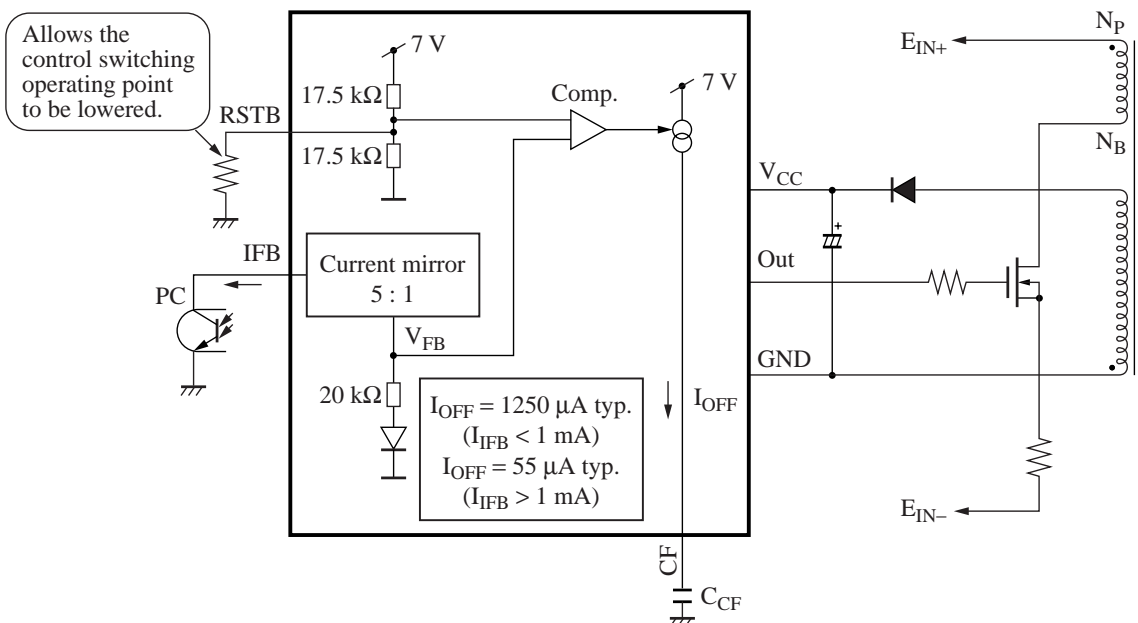 Allows the
control switching
operating point
to be lowered.
RSTB
IFB
PC
7 V
17.5 kΩ
17.5 kΩ
Comp.
7 V
Current mirror
5 : 1
V_FB
20 kΩ
I_OFF = 1250 µA typ.
(I_IFB < 1 mA)
I_OFF = 55 µA typ.
(I_IFB > 1 mA)
I_OFF
CF
C_CF
V_CC
Out
GND
+
E_IN+
N_P
N_B
E_IN−